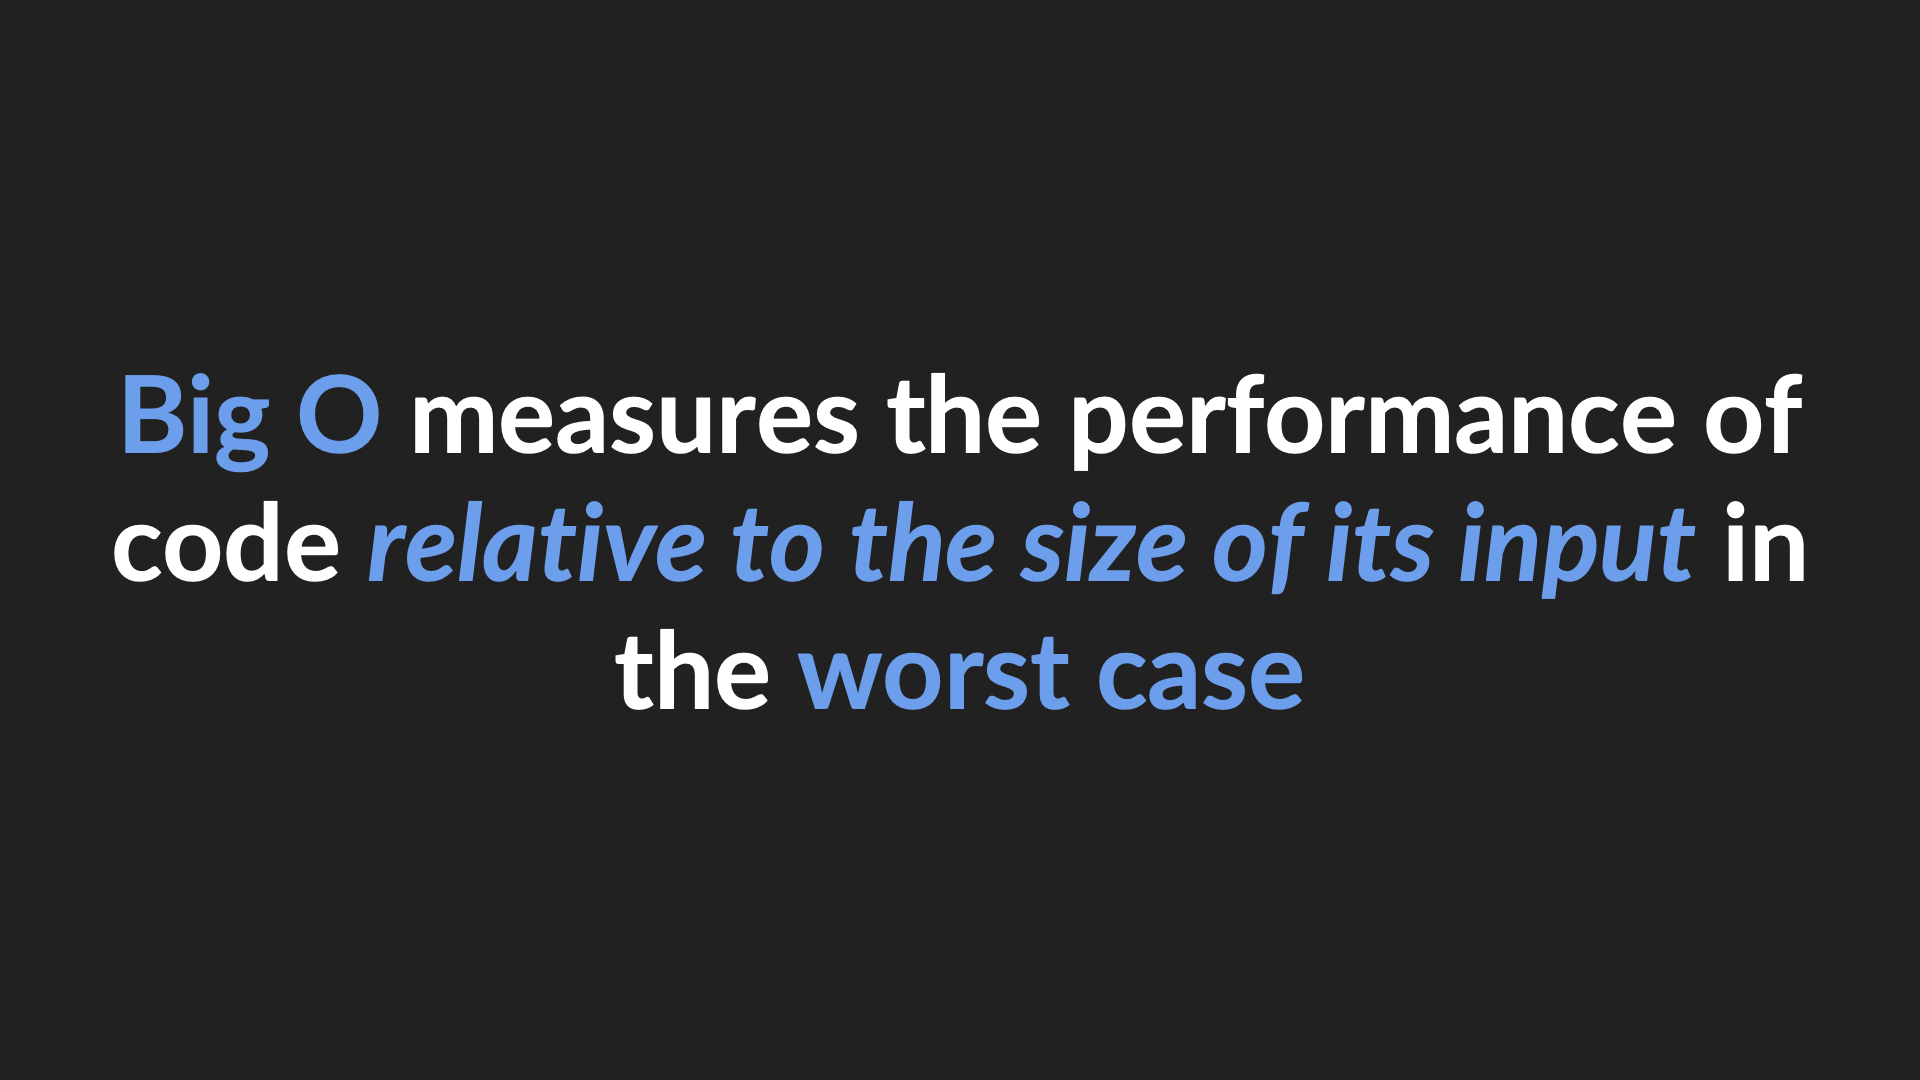 Big O measures the performance of
code relative to the size of its input in
the worst case